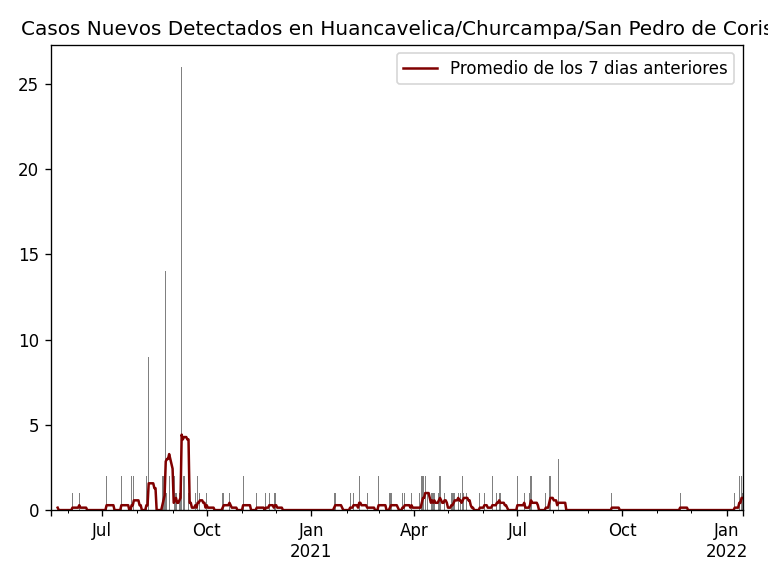 Casos Nuevos Detectados en Huancavelica/Churcampa/San Pedro de Coris
Promedio de los 7 dias anteriores
25
20
15
10
5
0
Jul Oct Jan Apr Jul Oct Jan
2021 2022